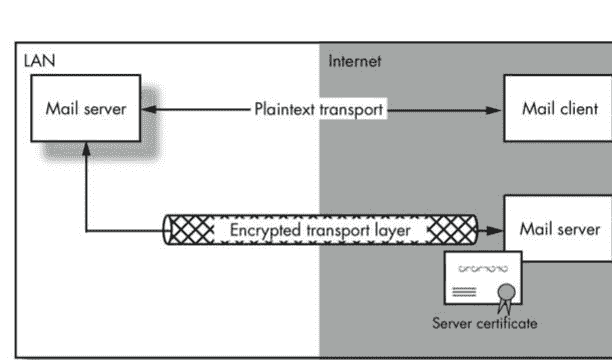 LAN
Internet
Mail server
Plaintext transport
Mail client
Encrypted transport layer
Mail server
Server certificate